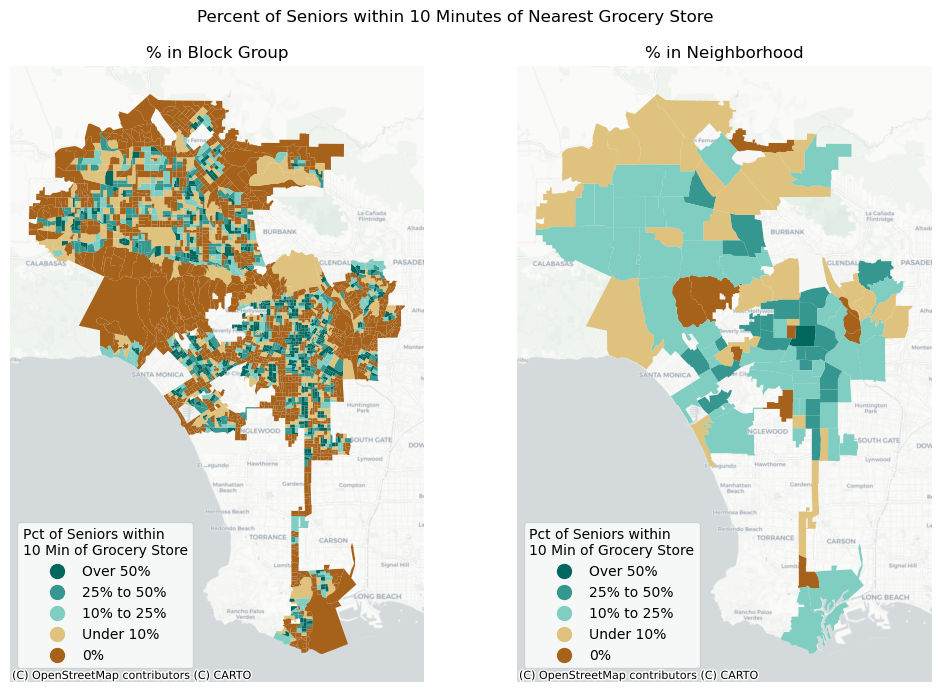 Percent of Seniors within 10 Minutes of Nearest Grocery Store
% in Block Group
BURBANK
La Cañada
Flintridge
CALABASAS
GLENDALE
PASADEN
SANTA MONICA
Huntington
Park
NGLEWOOD
SOUTH GATE
Hawthorne
Lynwood
Manhattan
Beach
Compton
Hermosa Beach
Redondo Beach
TORRANCE
CARSON
Signal Hill
LONG BEACH
Rancho Palos
Verdes
Pct of Seniors within
10 Min of Grocery Store
Over 50%
25% to 50%
10% to 25%
Under 10%
0%
(C) OpenStreetMap contributors (C) CARTO
% in Neighborhood
BURBANK
La Cañada
Flintridge
CALABASAS
GLENDALE
PASADEN
SANTA MONICA
Huntington
Park
NGLEWOOD
SOUTH GATE
Hawthorne
Lynwood
Manhattan
Beach
Compton
Hermosa Beach
Redondo Beach
TORRANCE
CARSON
Signal Hill
LONG BEACH
Rancho Palos
Verdes
Pct of Seniors within
10 Min of Grocery Store
Over 50%
25% to 50%
10% to 25%
Under 10%
0%
(C) OpenStreetMap contributors (C) CARTO